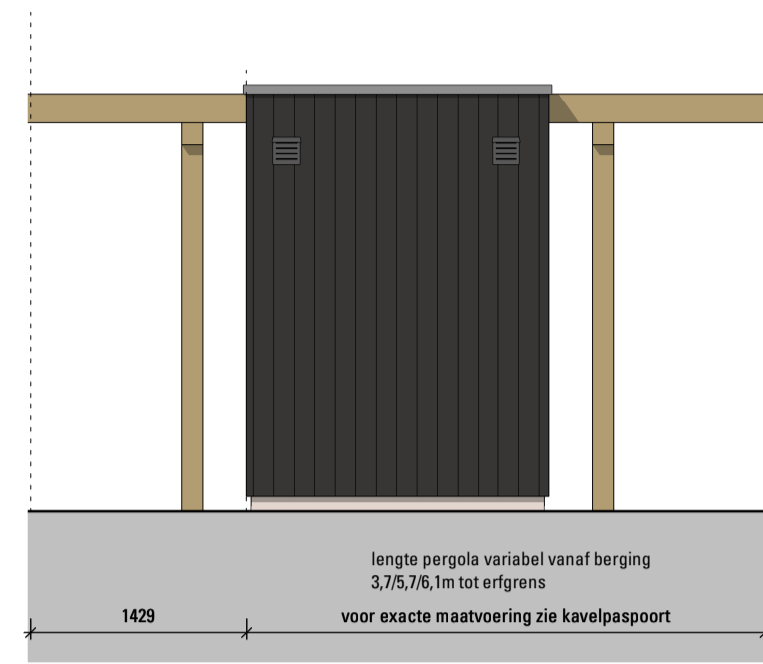 lengte pergola variabel vanaf berging
3,7/5,7/6,1m tot erfgrens
1429
voor exacte maatvoering zie kavelpaspoort